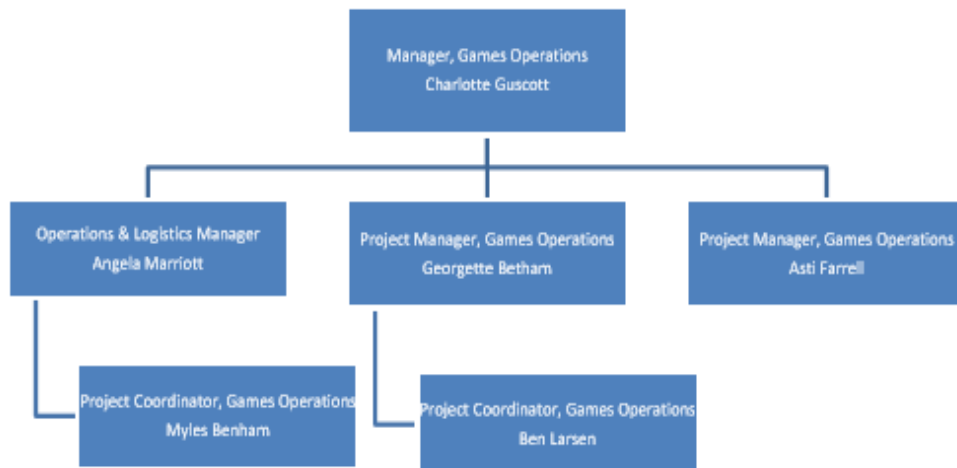 Manager, Games Operations
Charlotte Guscott
Operations & Logistics Manager
Angela Marriott
Project Manager, Games Operations
Georgette Betham
Project Manager, Games Operations
Asti Farrell
Project Coordinator, Games Operations
Myles Benham
Project Coordinator, Games Operations
Ben Larsen